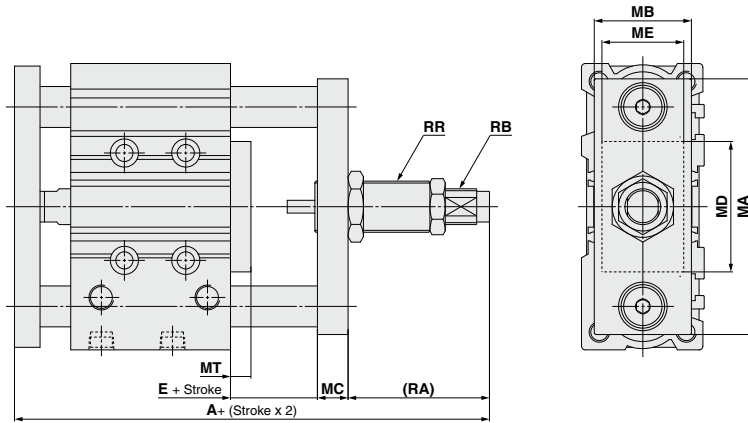 MB
ME
RR
RB
MD
MA
MT
E + Stroke
MC
(RA)
A+ (Stroke x 2)